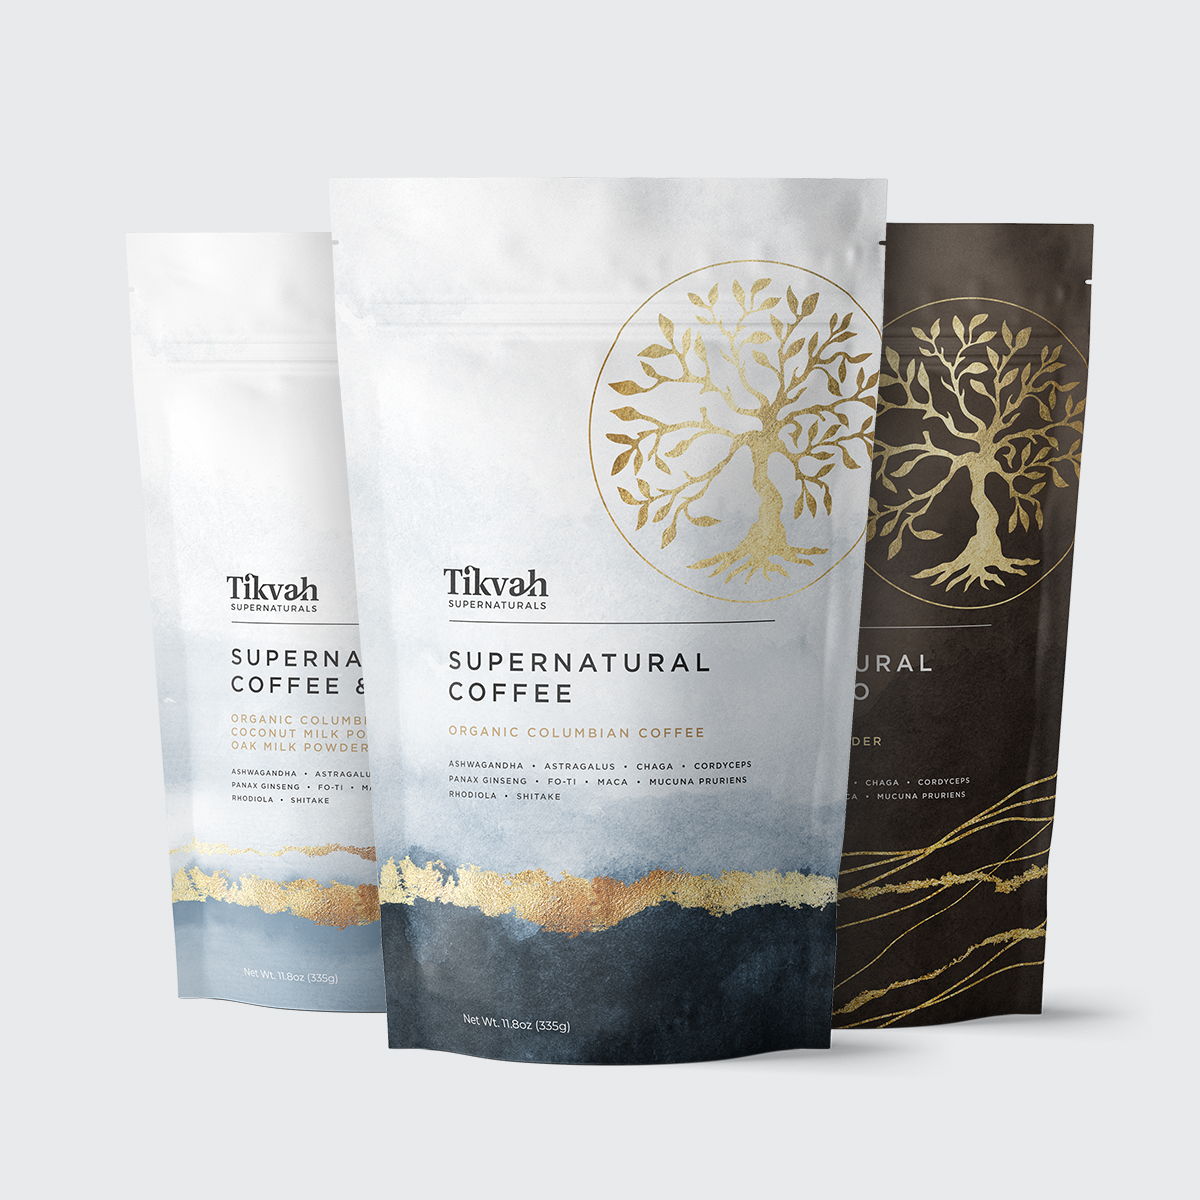 Tikvah
SUPERNATURALS
SUPERNA
COFFEE &
ORGANIC COLUMBI
COCONUT MILK PO
OAK MILK POWDER
ASHWAGANDHA • ASTRAGALU
PANAX GINSENG • FO-TI • MA
RHODIOLA • SHITAKE
Net Wt. 11.8oz (335g)
Tikvah
SUPERNATURALS
SUPERNATURAL
COFFEE
ORGANIC COLUMBIAN COFFEE
ASHWAGANDHA • ASTRAGALUS • CHAGA • CORDYCEPS
PANAX GINSENG • FO-TI • MACA • MUCUNA PRURIENS
RHODIOLA • SHITAKE
Net Wt. 11.8oz (335g)
URAL
O
DER
• CHAGA • CORDYCEPS
CA • MUCUNA PRURIENS